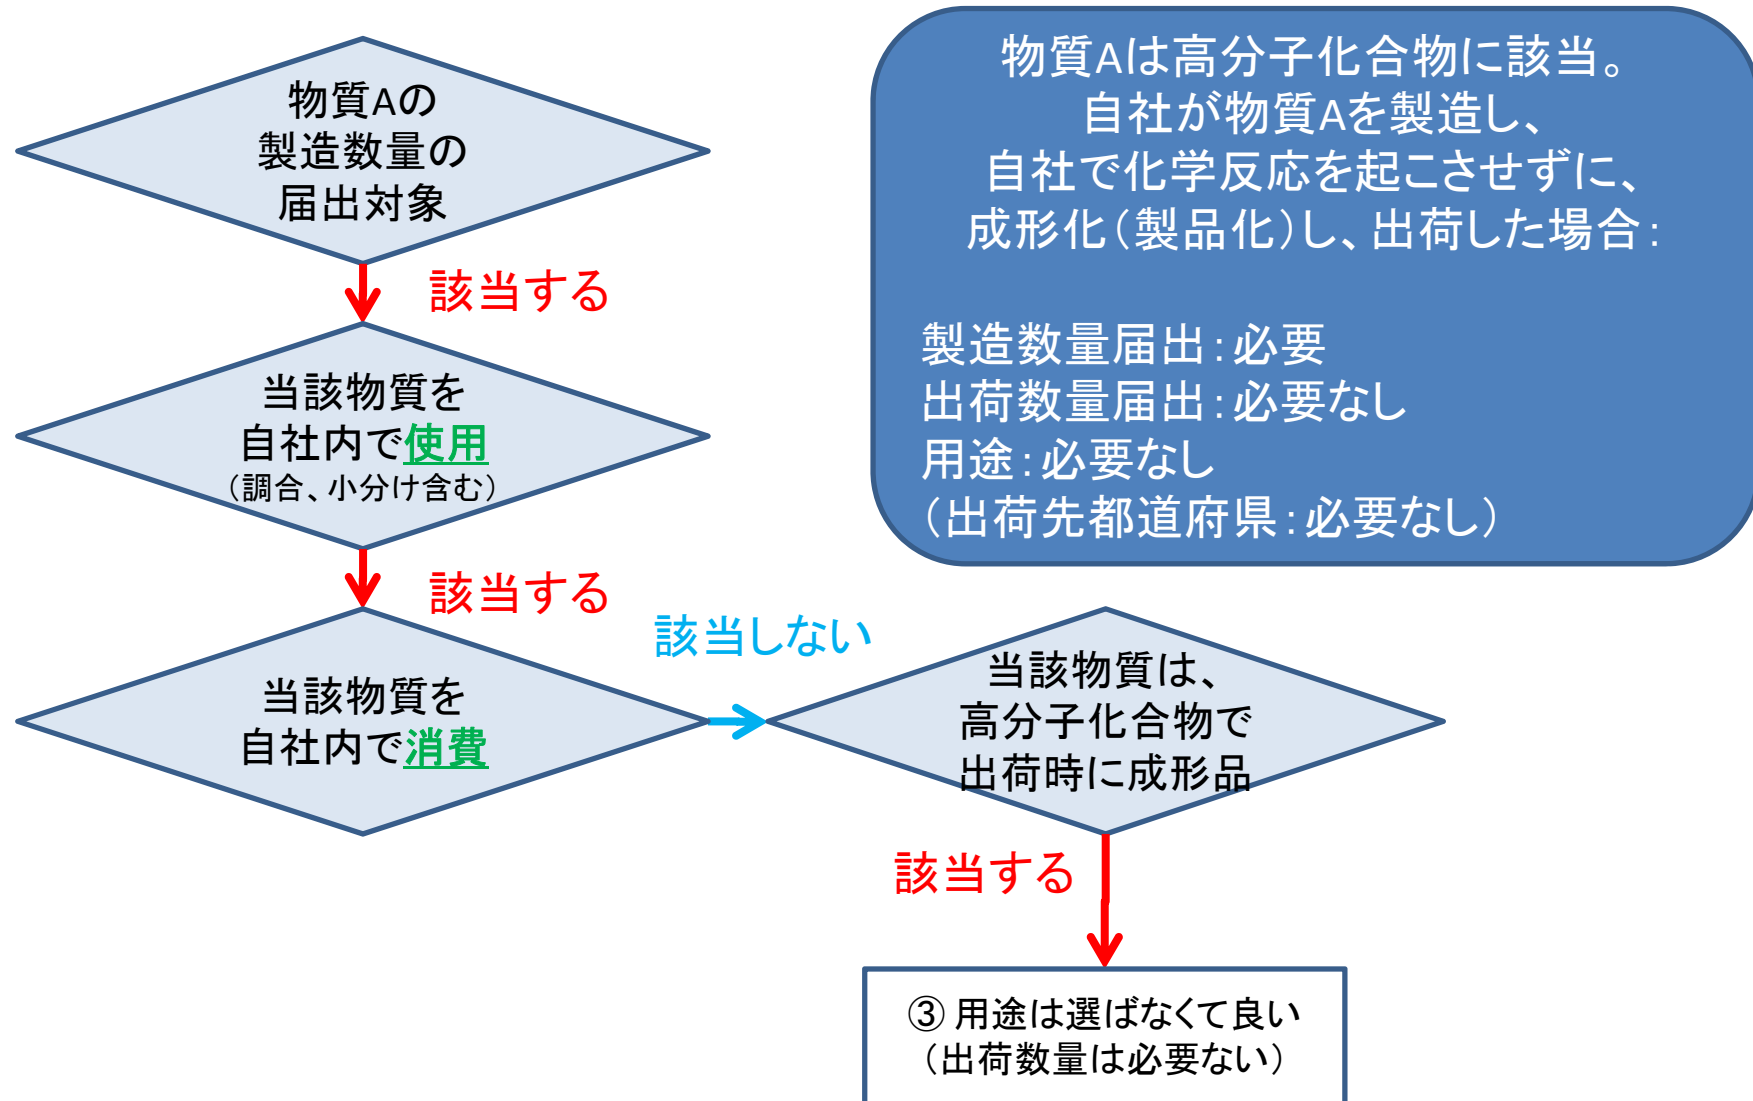 物質Aの
製造数量の
届出対象
該当する
当該物質を
自社内で使用
（調合、小分け含む）
該当する
当該物質を
自社内で消費
該当しない
当該物質は、
高分子化合物で
出荷時に成形品
該当する
③ 用途は選ばなくて良い
（出荷数量は必要ない）
物質Aは高分子化合物に該当。
自社が物質Aを製造し、
自社で化学反応を起こさせずに、
成形化（製品化）し、出荷した場合：
製造数量届出：必要
出荷数量届出：必要なし
用途：必要なし
（出荷先都道府県：必要なし）